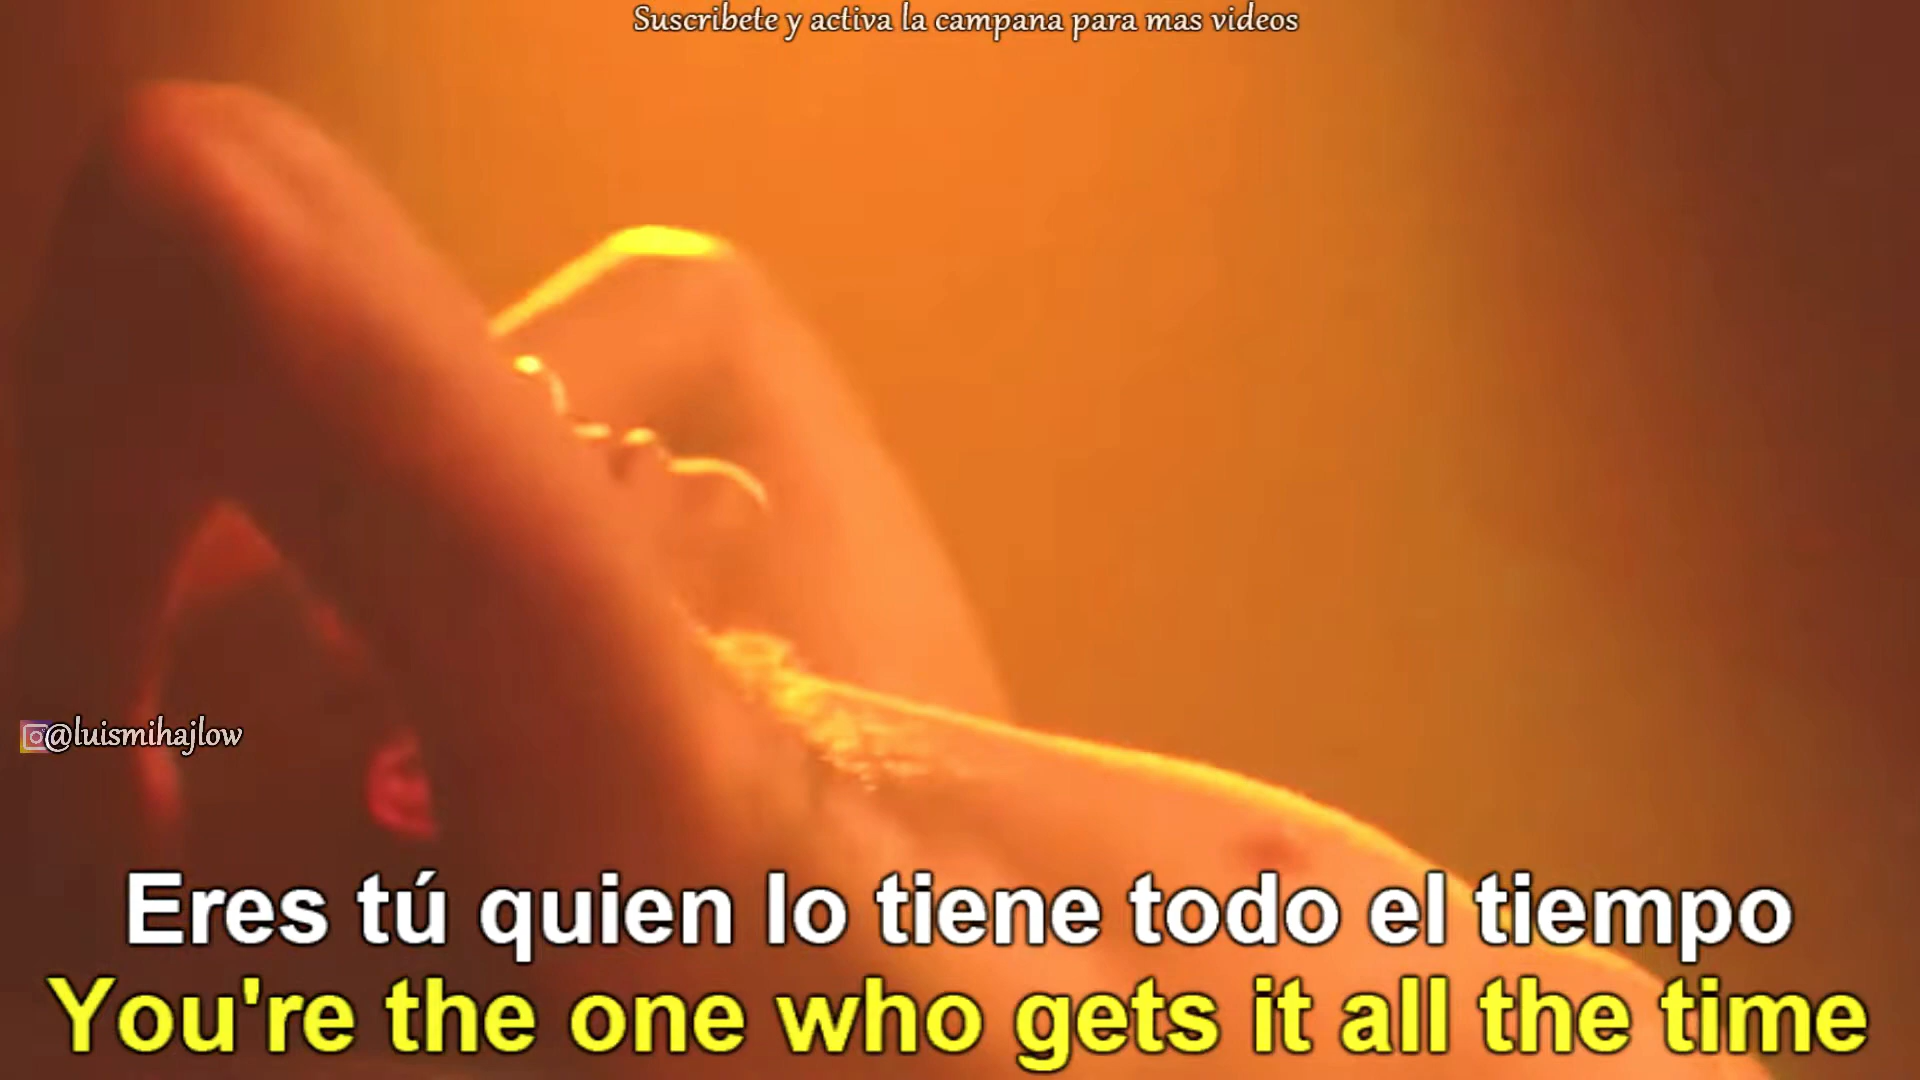 Suscribete y activa la campana para mas videos
@luismihajlow
Eres tú quien lo tiene todo el tiempo
You're the one who gets it all the time